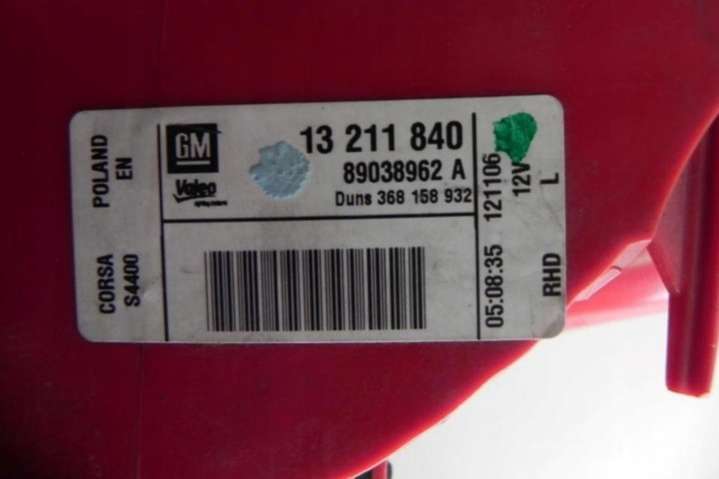 POLAND
EN
CORSA
S4400
GM
Valeo
13 211 840
89038962 A
Duns 368 158 932
05:08:35 121106
12V
RHD L